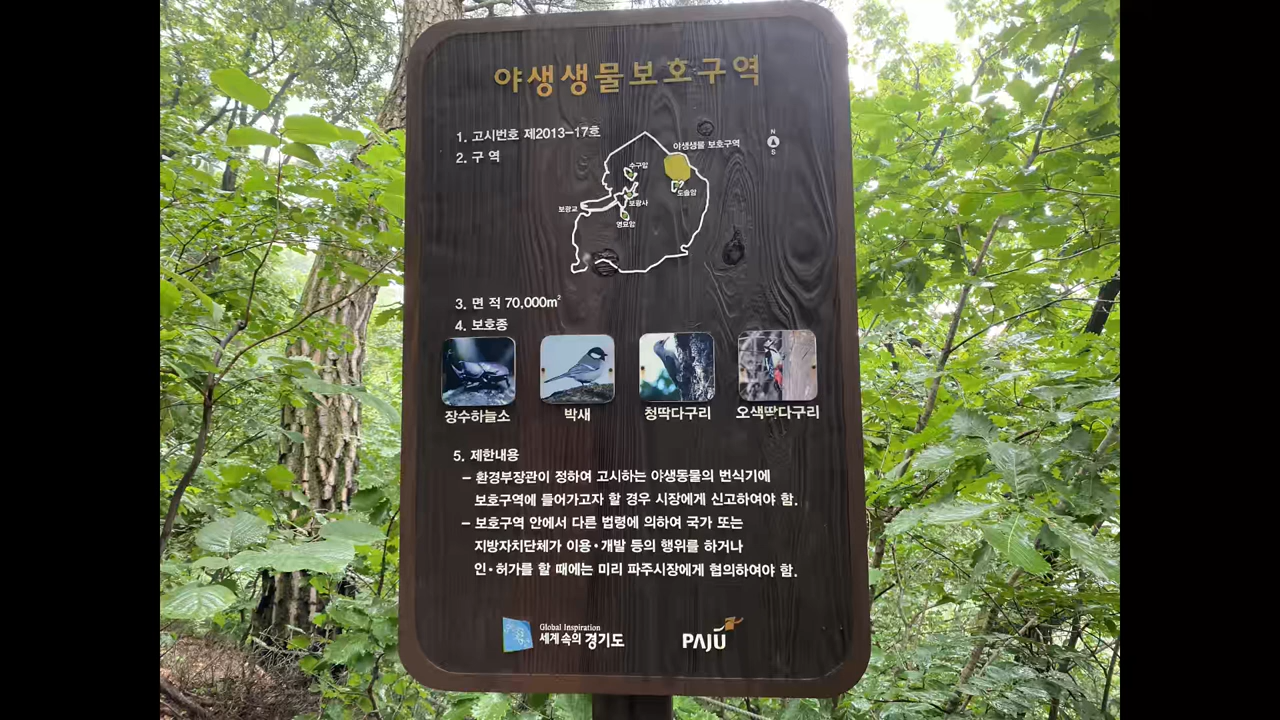 야생생물보호구역
1. 고시번호 제2013-17호
2. 구 역
N
S
야생생물 보호구역
수구암
도솔암
보광사
보광교
영묘암
3. 면 적 70,000㎡
4. 보호종
장수하늘소 박새 청딱다구리 오색딱다구리
5. 제한내용
– 환경부장관이 정하여 고시하는 야생동물의 번식기에
보호구역에 들어가고자 할 경우 시장에게 신고하여야 함.
– 보호구역 안에서 다른 법령에 의하여 국가 또는
지방자치단체가 이용•개발 등의 행위를 하거나
인•허가를 할 때에는 미리 파주시장에게 협의하여야 함.
Global Inspiration
세계 속의 경기도
PAJU